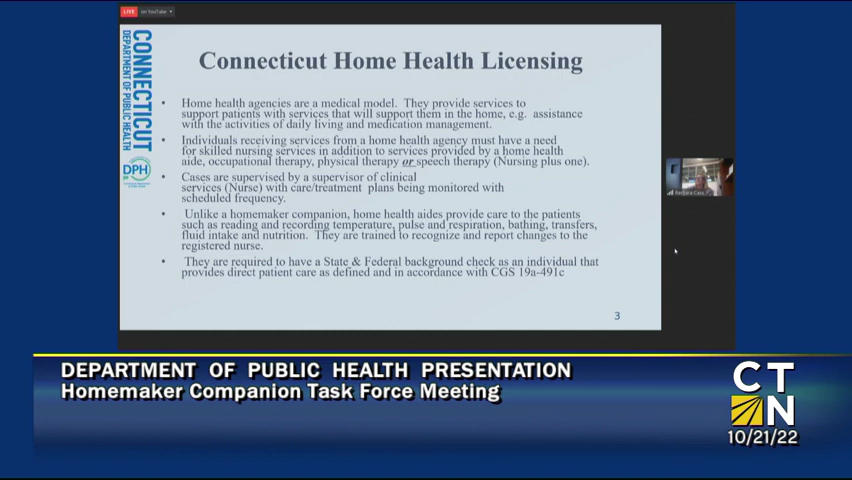 LIVE on YouTube
CONNECTICUT
DEPARTMENT OF PUBLIC HEALTH
DPH
Connecticut Home Health Licensing
• Home health agencies are a medical model. They provide services to
support patients with services that will support them in the home, e.g. assistance
with the activities of daily living and medication management.
• Individuals receiving services from a home health agency must have a need
for skilled nursing services in addition to services provided by a home health
aide, occupational therapy, physical therapy or speech therapy (Nursing plus one).
• Cases are supervised by a supervisor of clinical
services (Nurse) with care/treatment plans being monitored with
scheduled frequency.
• Unlike a homemaker companion, home health aides provide care to the patients
such as reading and recording temperature, pulse and respiration, bathing, transfers,
fluid intake and nutrition. They are trained to recognize and report changes to the
registered nurse.
• They are required to have a State & Federal background check as an individual that
provides direct patient care as defined and in accordance with CGS 19a-491c
3
Barbara Cass
DEPARTMENT OF PUBLIC HEALTH PRESENTATION
Homemaker Companion Task Force Meeting
CT
N
10/21/22